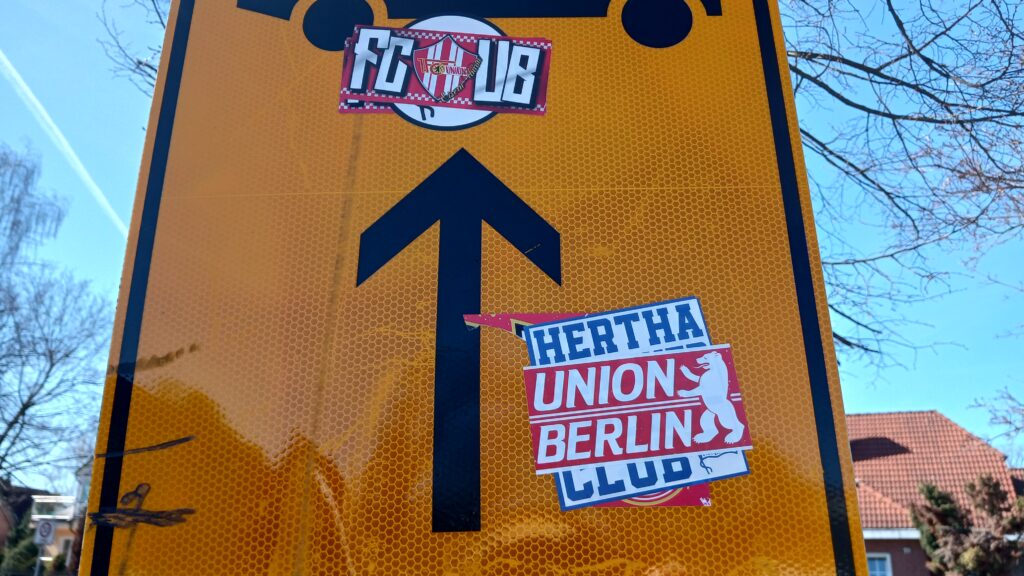 FC UB
HERTHA
UNION
BERLIN
CLUB